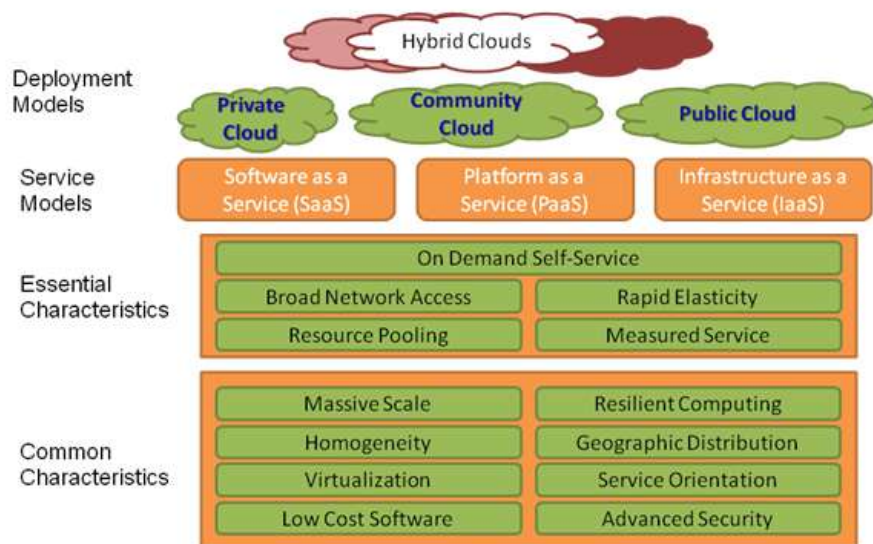 Hybrid Clouds
Deployment
Models
Private
Cloud
Community
Cloud
Public Cloud
Service
Models
Software as a
Service (SaaS)
Platform as a
Service (PaaS)
Infrastructure as a
Service (IaaS)
Essential
Characteristics
On Demand Self-Service
Broad Network Access
Rapid Elasticity
Resource Pooling
Measured Service
Common
Characteristics
Massive Scale
Resilient Computing
Homogeneity
Geographic Distribution
Virtualization
Service Orientation
Low Cost Software
Advanced Security